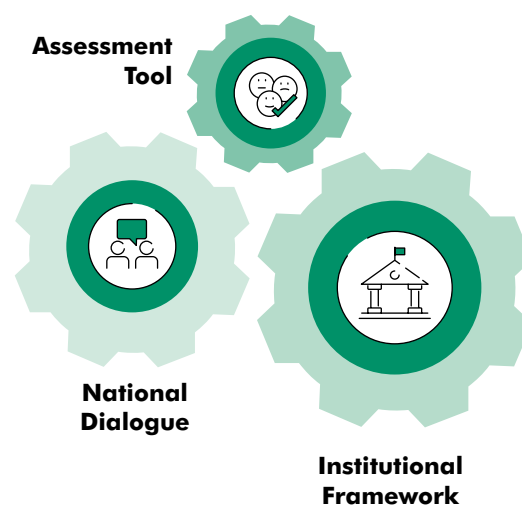 Assessment
Tool
National
Dialogue
Institutional
Framework